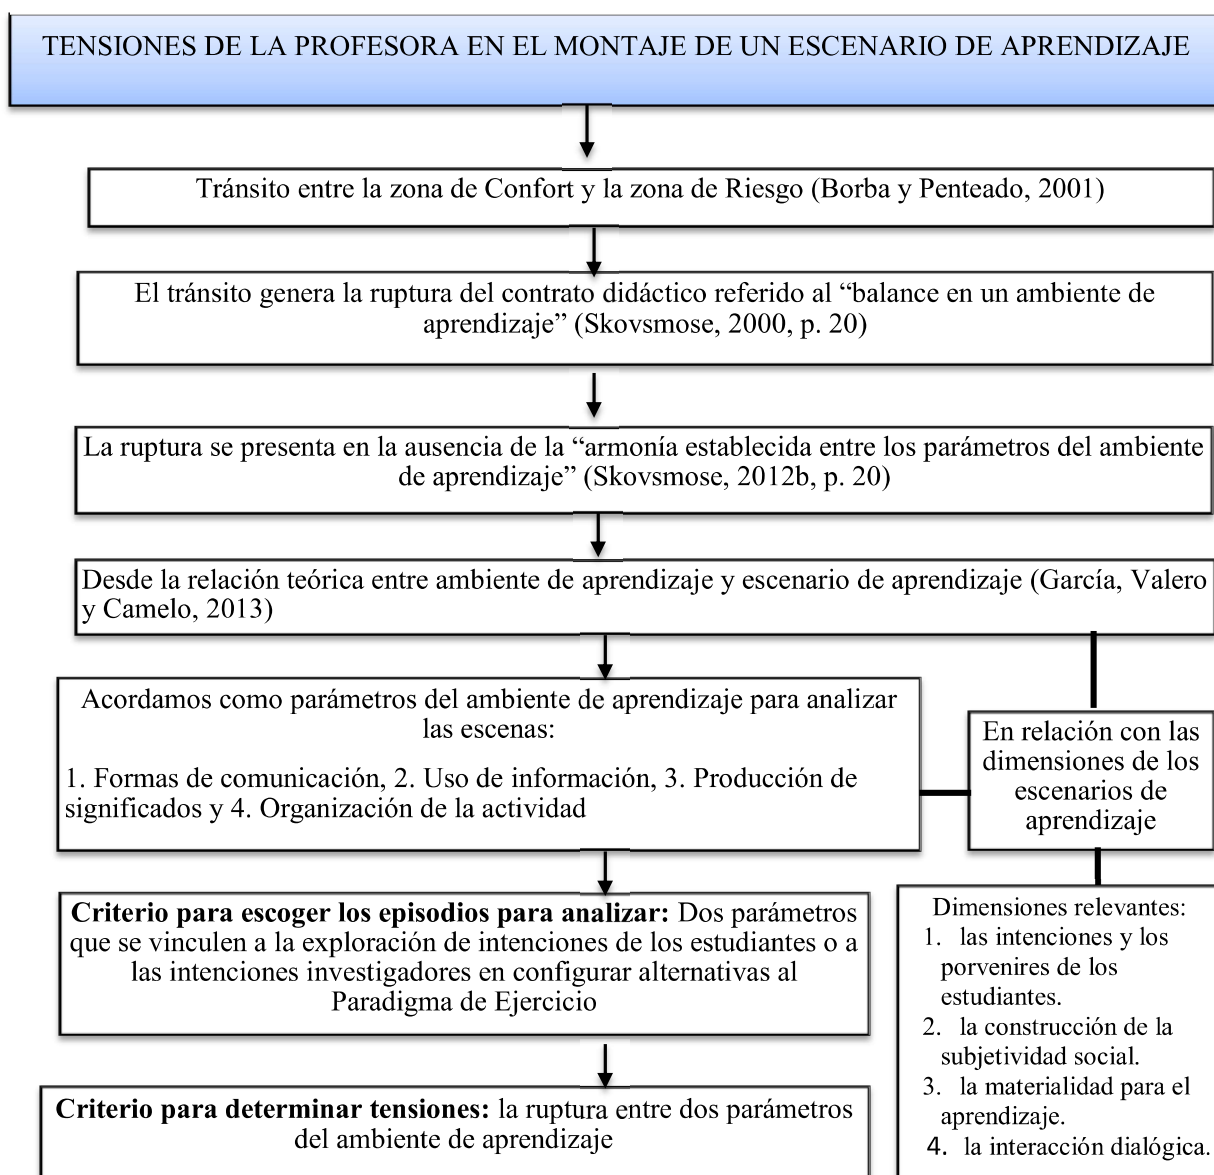 TENSIONES DE LA PROFESORA EN EL MONTAJE DE UN ESCENARIO DE APRENDIZAJE
Tránsito entre la zona de Confort y la zona de Riesgo (Borba y Penteado, 2001)
El tránsito genera la ruptura del contrato didáctico referido al “balance en un ambiente de
aprendizaje” (Skovsmose, 2000, p. 20)
La ruptura se presenta en la ausencia de la “armonía establecida entre los parámetros del ambiente
de aprendizaje” (Skovsmose, 2012b, p. 20)
Desde la relación teórica entre ambiente de aprendizaje y escenario de aprendizaje (García, Valero
y Camelo, 2013)
Acordamos como parámetros del ambiente de aprendizaje para analizar
las escenas:
1. Formas de comunicación, 2. Uso de información, 3. Producción de
significados y 4. Organización de la actividad
En relación con las
dimensiones de los
escenarios de
aprendizaje
Criterio para escoger los episodios para analizar: Dos parámetros
que se vinculen a la exploración de intenciones de los estudiantes o a
las intenciones investigadores en configurar alternativas al
Paradigma de Ejercicio
Dimensiones relevantes:
1. las intenciones y los
porvenires de los
estudiantes.
2. la construcción de la
subjetividad social.
3. la materialidad para el
aprendizaje.
4. la interacción dialógica.
Criterio para determinar tensiones: la ruptura entre dos parámetros
del ambiente de aprendizaje